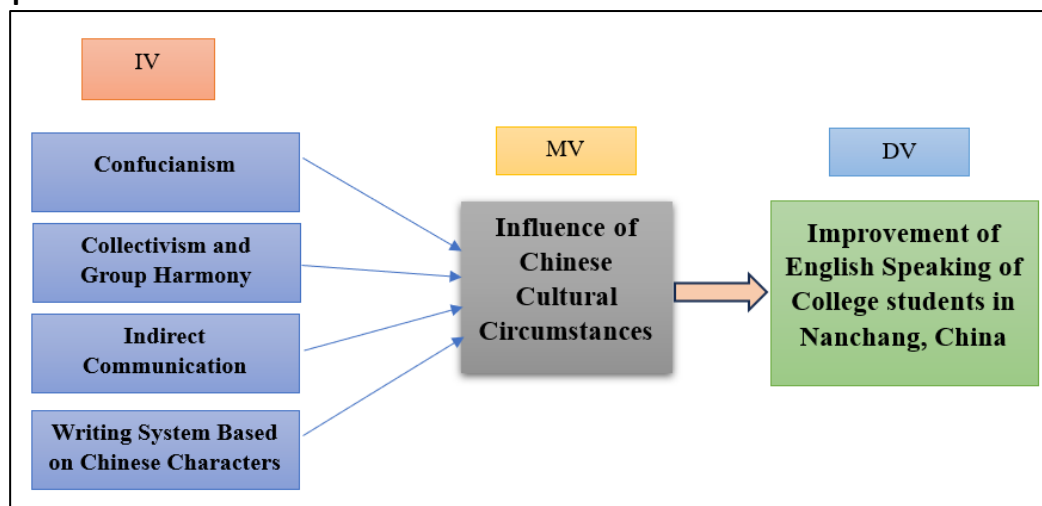 IV
Confucianism
Collectivism and
Group Harmony
Indirect
Communication
Writing System Based
on Chinese Characters
MV
Influence of
Chinese
Cultural
Circumstances
DV
Improvement of
English Speaking of
College students in
Nanchang, China